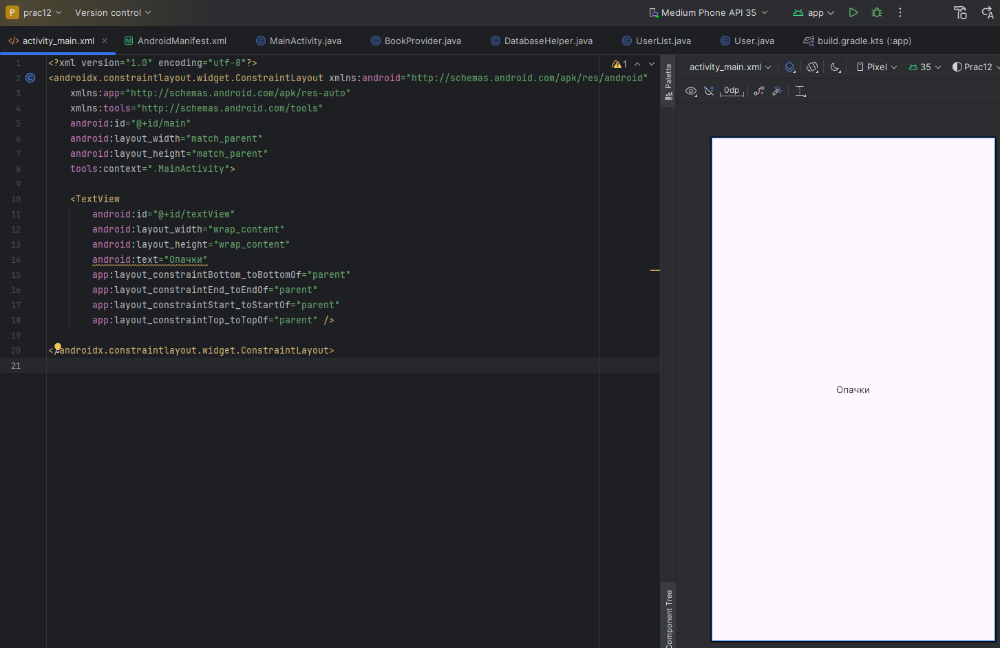 P prac12 Version control Medium Phone API 35 app
activity_main.xml AndroidManifest.xml MainActivity.java BookProvider.java DatabaseHelper.java UserList.java User.java build.gradle.kts (:app)
1 <?xml version="1.0" encoding="utf-8"?>
2 <androidx.constraintlayout.widget.ConstraintLayout xmlns:android="http://schemas.android.com/apk/res/android"
3 xmlns:app="http://schemas.android.com/apk/res-auto"
4 xmlns:tools="http://schemas.android.com/tools"
5 android:id="@+id/main"
6 android:layout_width="match_parent"
7 android:layout_height="match_parent"
8 tools:context=".MainActivity">
9
10 <TextView
11 android:id="@+id/textView"
12 android:layout_width="wrap_content"
13 android:layout_height="wrap_content"
14 android:text="Опачки"
15 app:layout_constraintBottom_toBottomOf="parent"
16 app:layout_constraintEnd_toEndOf="parent"
17 app:layout_constraintStart_toStartOf="parent"
18 app:layout_constraintTop_toTopOf="parent" />
19
20 </androidx.constraintlayout.widget.ConstraintLayout>
21
1
Palette
Component Tree
activity_main.xml Pixel 35 Prac12
0dp
Опачки